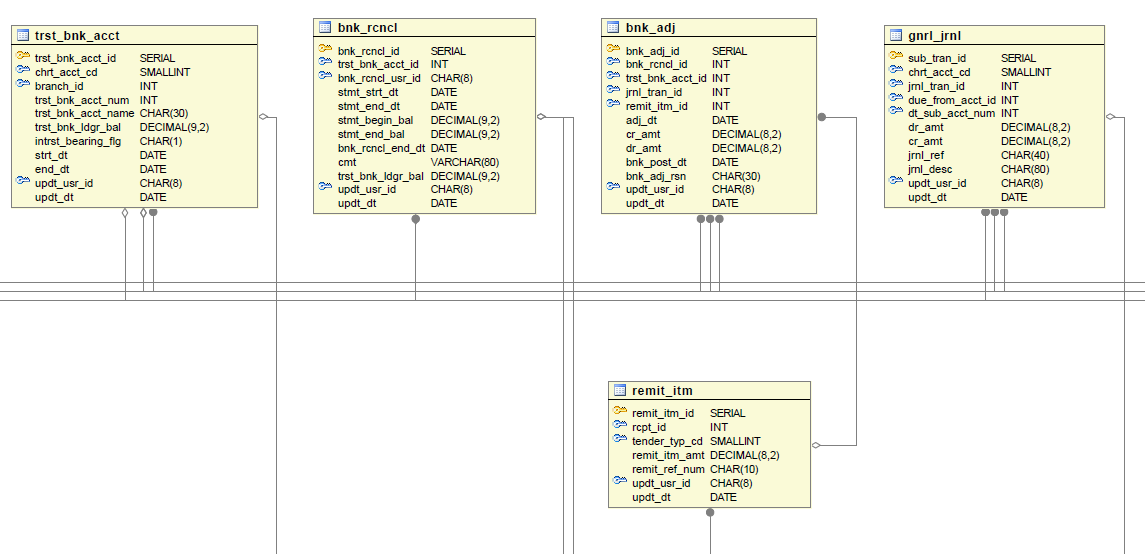 trst_bnk_acct
trst_bnk_acct_id SERIAL
chrt_acct_cd SMALLINT
branch_id INT
trst_bnk_acct_num INT
trst_bnk_acct_name CHAR(30)
trst_bnk_ldgr_bal DECIMAL(9,2)
intrst_bearing_flg CHAR(1)
strt_dt DATE
end_dt DATE
updt_usr_id CHAR(8)
updt_dt DATE
bnk_rcncl
bnk_rcncl_id SERIAL
trst_bnk_acct_id INT
bnk_rcncl_usr_id CHAR(8)
stmt_strt_dt DATE
stmt_end_dt DATE
stmt_begin_bal DECIMAL(9,2)
stmt_end_bal DECIMAL(9,2)
bnk_rcncl_end_dt DATE
cmt VARCHAR(80)
trst_bnk_ldgr_bal DECIMAL(9,2)
updt_usr_id CHAR(8)
updt_dt DATE
bnk_adj
bnk_adj_id SERIAL
bnk_rcncl_id INT
trst_bnk_acct_id INT
jrnl_tran_id INT
remit_itm_id INT
adj_dt DATE
cr_amt DECIMAL(8,2)
dr_amt DECIMAL(8,2)
bnk_post_dt DATE
bnk_adj_rsn CHAR(30)
updt_usr_id CHAR(8)
updt_dt DATE
gnrl_jrnl
sub_tran_id SERIAL
chrt_acct_cd SMALLINT
jrnl_tran_id INT
due_from_acct_id INT
dt_sub_acct_num INT
dr_amt DECIMAL(8,2)
cr_amt DECIMAL(8,2)
jrnl_ref CHAR(40)
jrnl_desc CHAR(80)
updt_usr_id CHAR(8)
updt_dt DATE
remit_itm
remit_itm_id SERIAL
rcpt_id INT
tender_typ_cd SMALLINT
remit_itm_amt DECIMAL(8,2)
remit_ref_num CHAR(10)
updt_usr_id CHAR(8)
updt_dt DATE